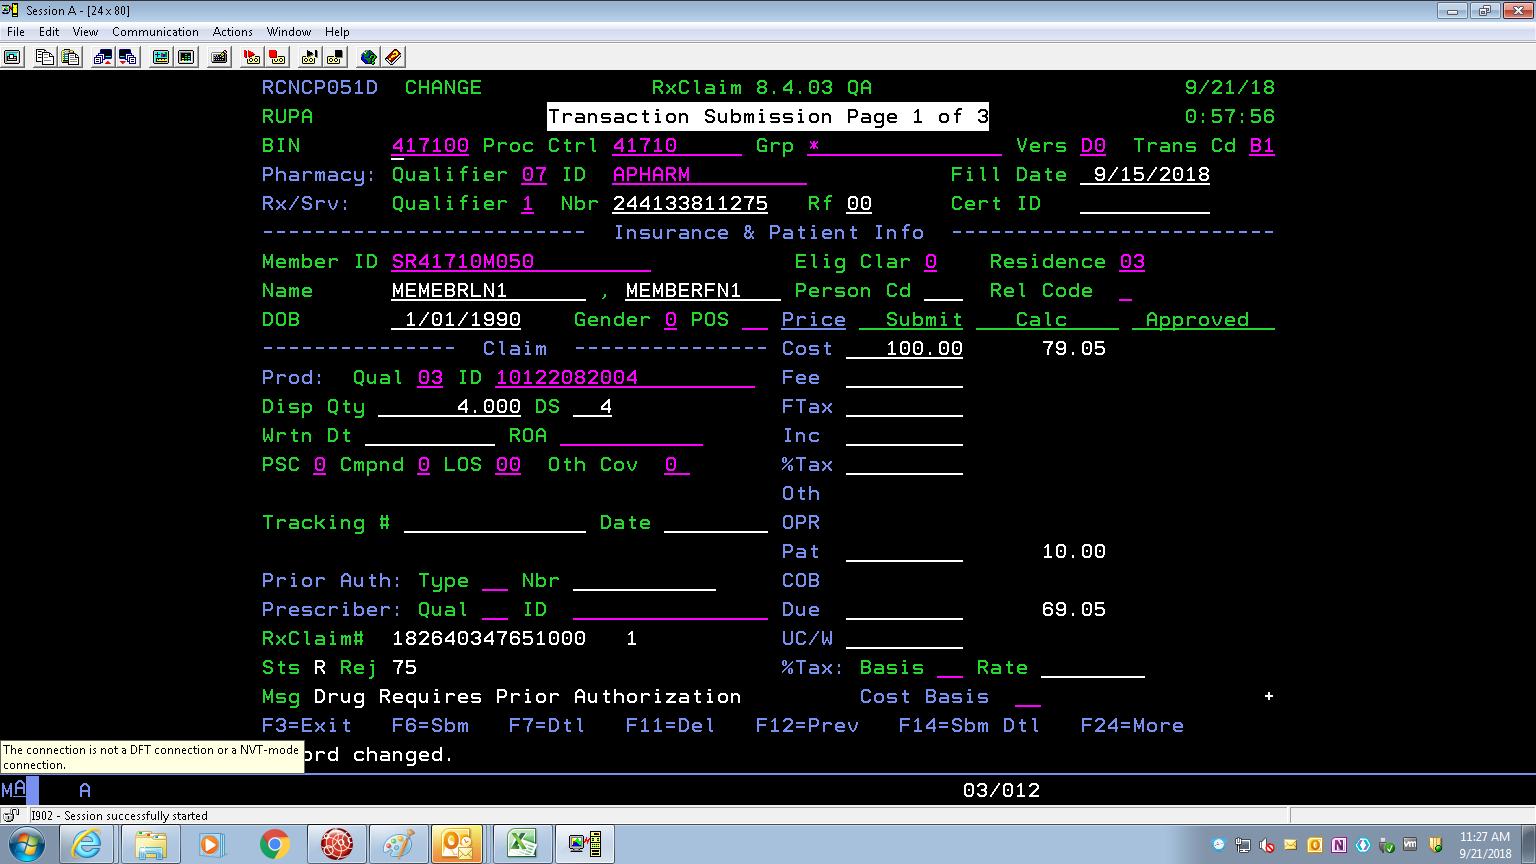 Session A - [24 x 80]
File Edit View Communication Actions Window Help
RCNCP051D CHANGE RxClaim 8.4.03 QA 9/21/18
RUPA Transaction Submission Page 1 of 3 0:57:56
BIN 417100 Proc Ctrl 41710 Grp * Vers D0 Trans Cd B1
Pharmacy: Qualifier 07 ID APHARM Fill Date 9/15/2018
Rx/Srv: Qualifier 1 Nbr 244133811275 Rf 00 Cert ID
------------------------- Insurance & Patient Info -------------------------
Member ID SR41710M050 Elig Clar 0 Residence 03
Name MEMEBRLN1 , MEMBERFN1 Person Cd Rel Code
DOB 1/01/1990 Gender 0 POS Price Submit Calc Approved
--------------- Claim --------------- Cost 100.00 79.05
Prod: Qual 03 ID 10122082004 Fee
Disp Qty 4.000 DS 4 FTax
Wrtn Dt ROA Inc
PSC 0 Cmpnd 0 LOS 00 Oth Cov 0 %Tax
Oth
Tracking # Date OPR
Pat 10.00
Prior Auth: Type Nbr COB
Prescriber: Qual ID Due 69.05
RxClaim# 182640347651000 1 UC/W
Sts R Rej 75 %Tax: Basis Rate
Msg Drug Requires Prior Authorization Cost Basis +
F3=Exit F6=Sbm F7=Dtl F11=Del F12=Prev F14=Sbm Dtl F24=More
The connection is not a DFT connection or a NVT-mode
connection.
ord changed.
MA A 03/012
I902 - Session successfully started
11:27 AM
9/21/2018